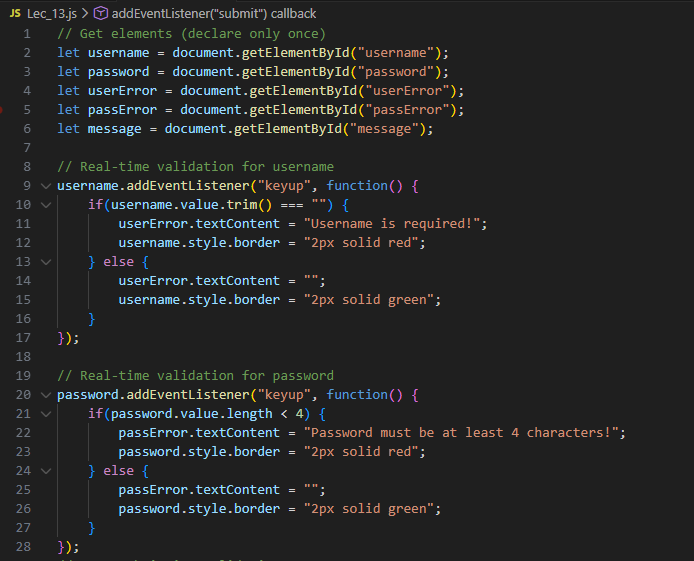 JS Lec_13.js > addEventListener("submit") callback
1 // Get elements (declare only once)
2 let username = document.getElementById("username");
3 let password = document.getElementById("password");
4 let userError = document.getElementById("userError");
5 let passError = document.getElementById("passError");
6 let message = document.getElementById("message");
7
8 // Real-time validation for username
9 username.addEventListener("keyup", function() {
10     if(username.value.trim() === "") {
11         userError.textContent = "Username is required!";
12         username.style.border = "2px solid red";
13     } else {
14         userError.textContent = "";
15         username.style.border = "2px solid green";
16     }
17 });
18
19 // Real-time validation for password
20 password.addEventListener("keyup", function() {
21     if(password.value.length < 4) {
22         passError.textContent = "Password must be at least 4 characters!";
23         password.style.border = "2px solid red";
24     } else {
25         passError.textContent = "";
26         password.style.border = "2px solid green";
27     }
28 });